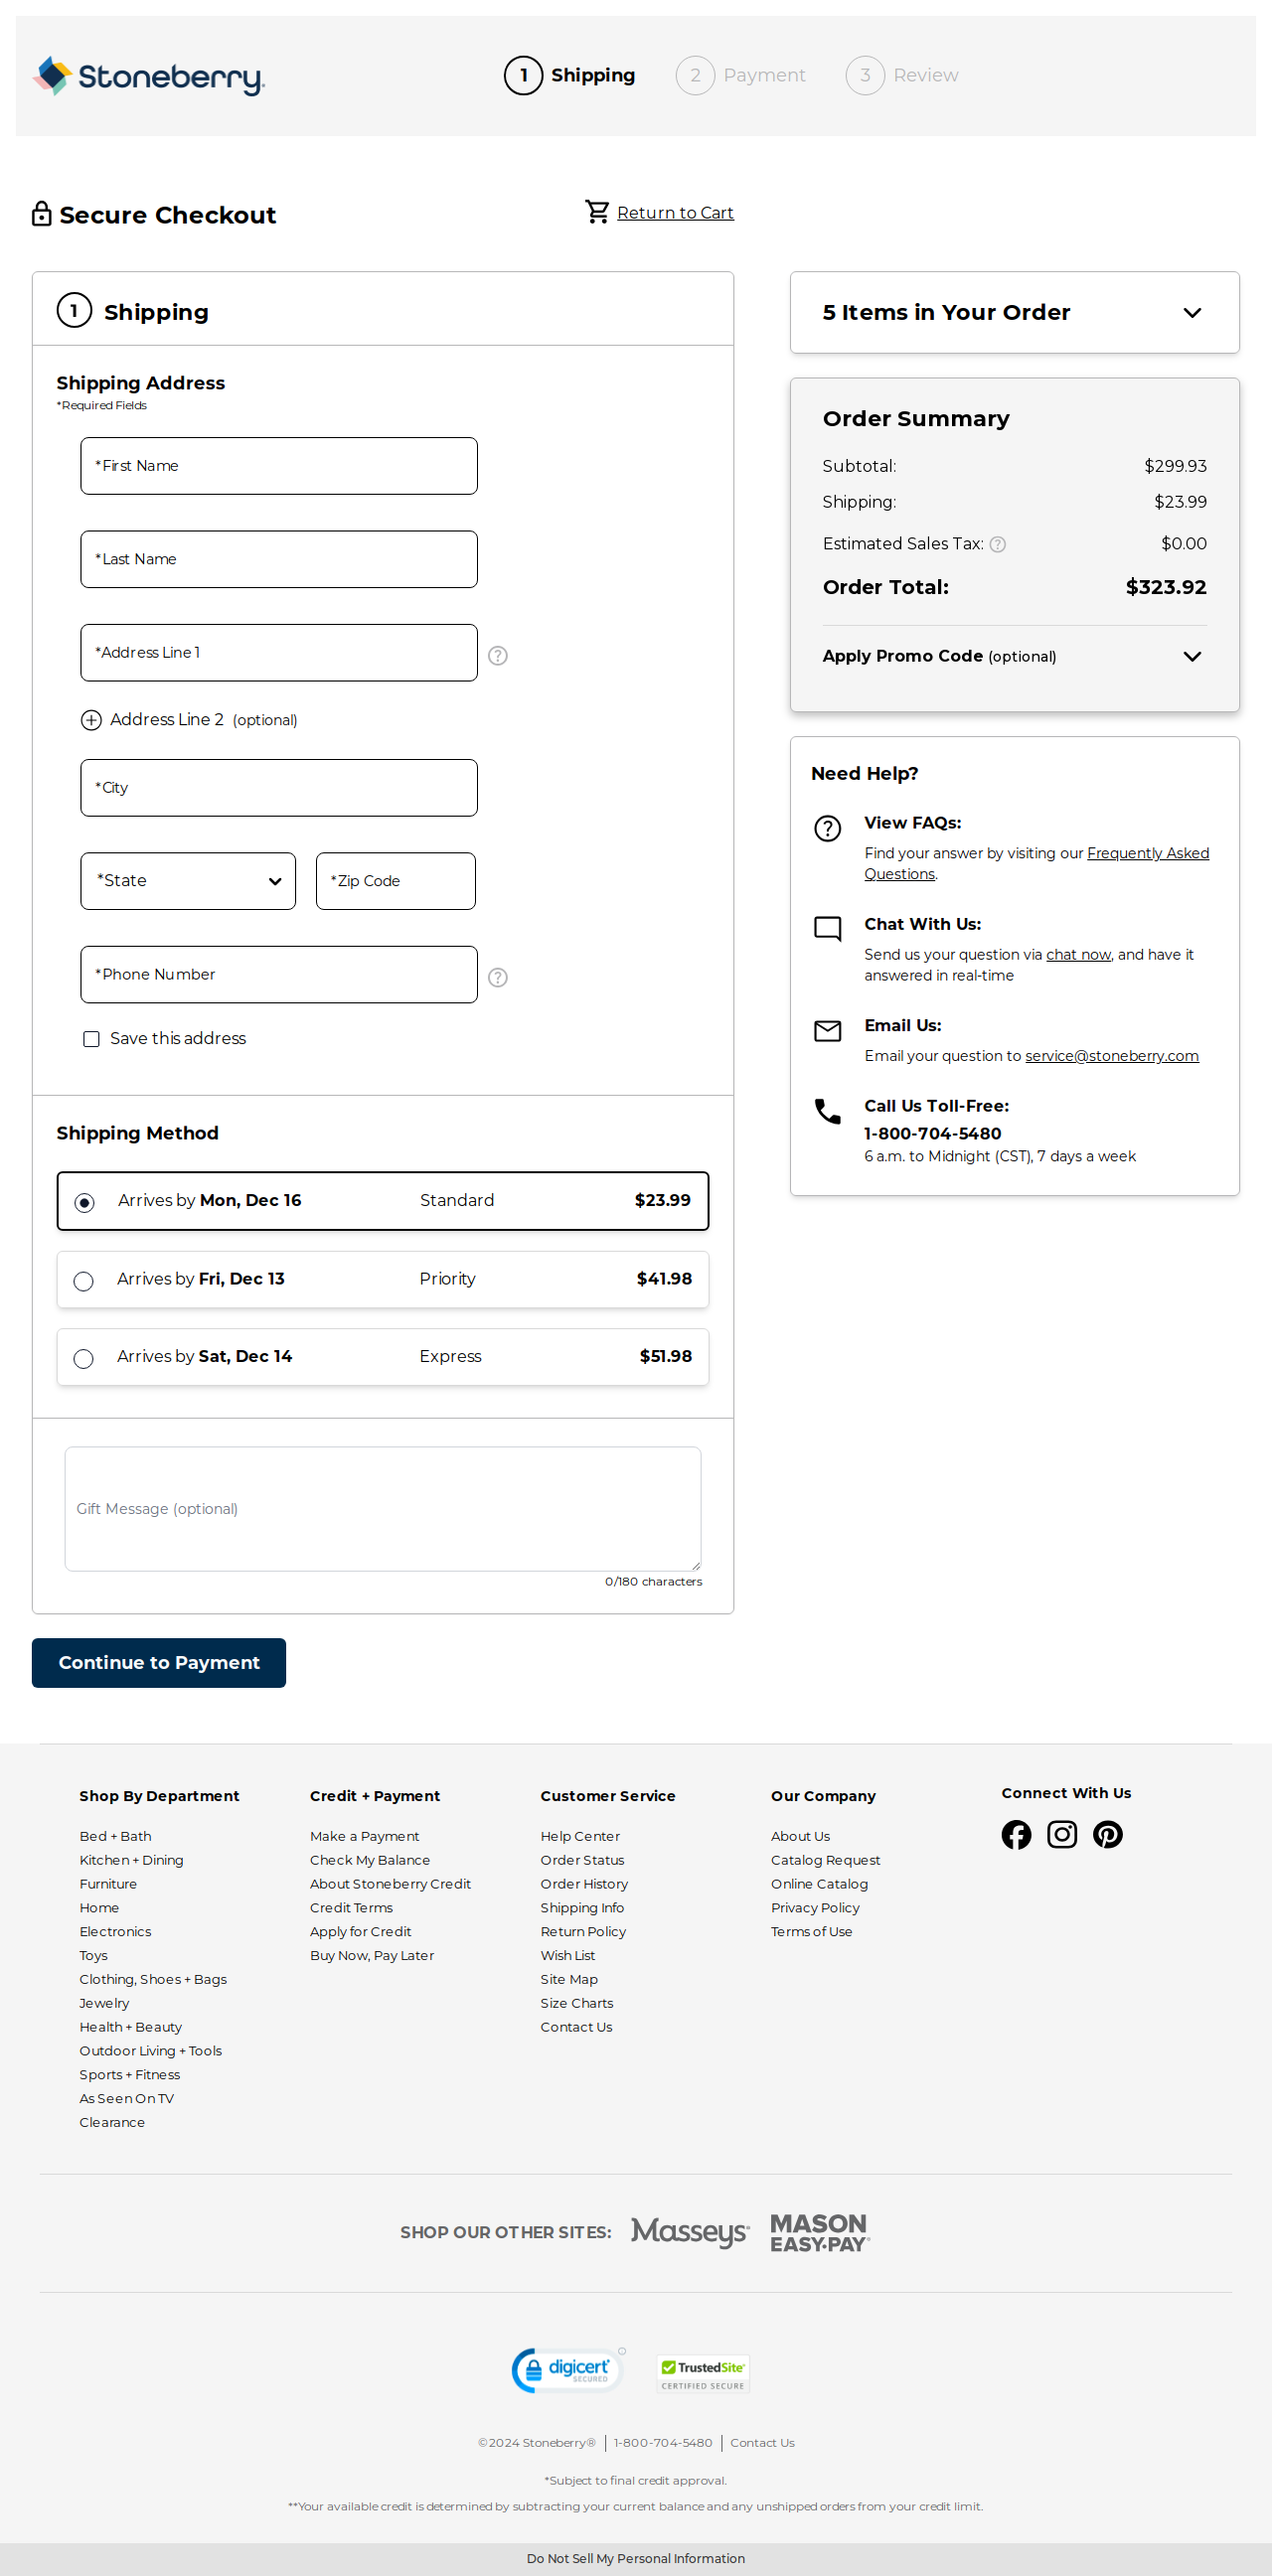 Stoneberry
1 Shipping
2 Payment
3 Review
Secure Checkout
Return to Cart
1 Shipping
Shipping Address
*Required Fields
*First Name
*Last Name
*Address Line 1
Address Line 2 (optional)
*City
*State
*Zip Code
*Phone Number
Save this address
Shipping Method
Arrives by Mon, Dec 16 Standard $23.99
Arrives by Fri, Dec 13 Priority $41.98
Arrives by Sat, Dec 14 Express $51.98
Gift Message (optional)
0/180 characters
Continue to Payment
5 Items in Your Order
Order Summary
Subtotal: $299.93
Shipping: $23.99
Estimated Sales Tax: ? $0.00
Order Total: $323.92
Apply Promo Code (optional)
Need Help?
View FAQs:
Find your answer by visiting our Frequently Asked
Questions.
Chat With Us:
Send us your question via chat now, and have it
answered in real-time
Email Us:
Email your question to service@stoneberry.com
Call Us Toll-Free:
1-800-704-5480
6 a.m. to Midnight (CST), 7 days a week
Shop By Department
Bed + Bath
Kitchen + Dining
Furniture
Home
Electronics
Toys
Clothing, Shoes + Bags
Jewelry
Health + Beauty
Outdoor Living + Tools
Sports + Fitness
As Seen On TV
Clearance
Credit + Payment
Make a Payment
Check My Balance
About Stoneberry Credit
Credit Terms
Apply for Credit
Buy Now, Pay Later
Customer Service
Help Center
Order Status
Order History
Shipping Info
Return Policy
Wish List
Site Map
Size Charts
Contact Us
Our Company
About Us
Catalog Request
Online Catalog
Privacy Policy
Terms of Use
Connect With Us
SHOP OUR OTHER SITES:
Masseys®
MASON
EASY·PAY®
digicert®
SECURED
TrustedSite
CERTIFIED SECURE
©2024 Stoneberry® | 1-800-704-5480 | Contact Us
*Subject to final credit approval.
**Your available credit is determined by subtracting your current balance and any unshipped orders from your credit limit.
Do Not Sell My Personal Information